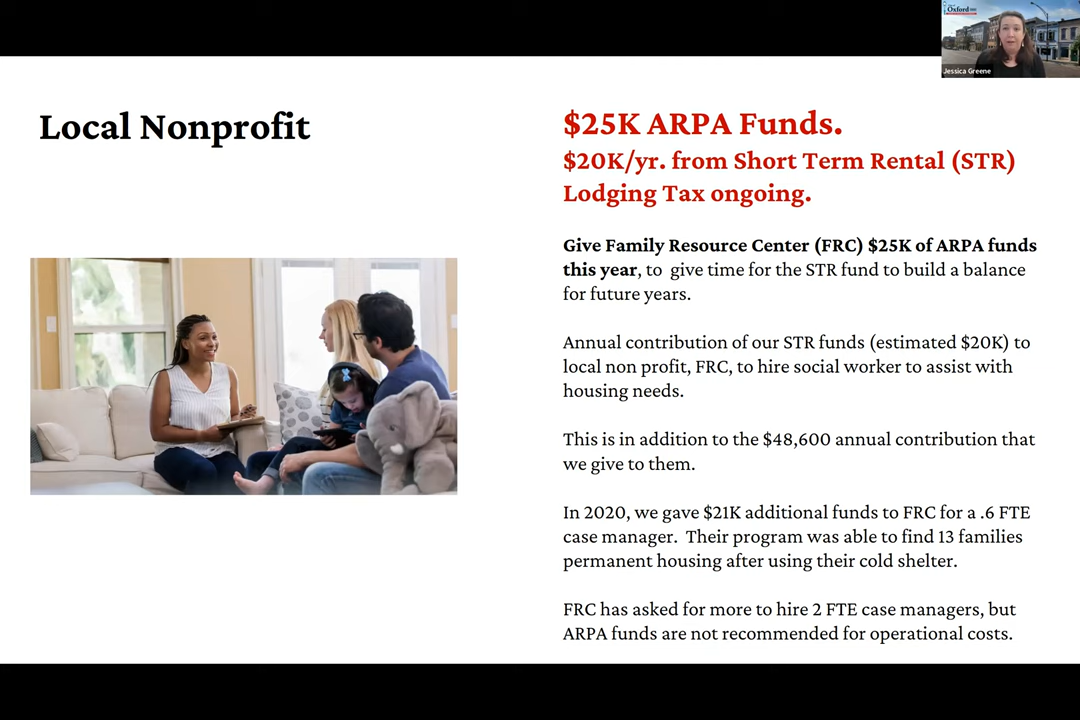 Oxford
Jessica Greene
Local Nonprofit
$25K ARPA Funds.
$20K/yr. from Short Term Rental (STR)
Lodging Tax ongoing.
Give Family Resource Center (FRC) $25K of ARPA funds
this year, to give time for the STR fund to build a balance
for future years.
Annual contribution of our STR funds (estimated $20K) to
local non profit, FRC, to hire social worker to assist with
housing needs.
This is in addition to the $48,600 annual contribution that
we give to them.
In 2020, we gave $21K additional funds to FRC for a .6 FTE
case manager. Their program was able to find 13 families
permanent housing after using their cold shelter.
FRC has asked for more to hire 2 FTE case managers, but
ARPA funds are not recommended for operational costs.